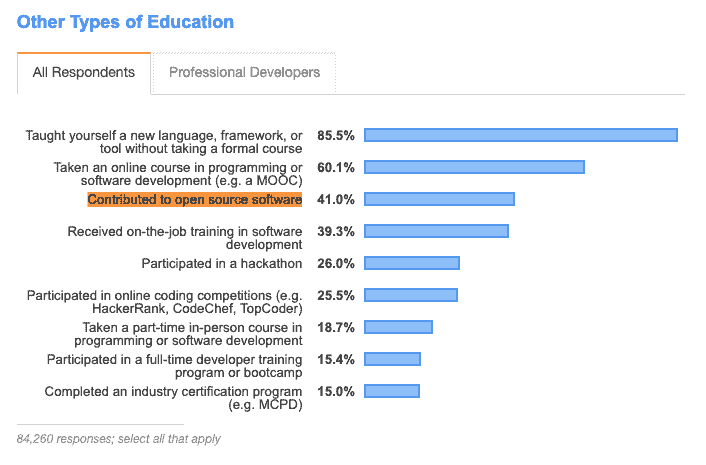 Other Types of Education
All Respondents
Professional Developers
Taught yourself a new language, framework, or
tool without taking a formal course
85.5%
Taken an online course in programming or
software development (e.g. a MOOC)
60.1%
Contributed to open source software
41.0%
Received on-the-job training in software
development
39.3%
Participated in a hackathon
26.0%
Participated in online coding competitions (e.g.
HackerRank, CodeChef, TopCoder)
25.5%
Taken a part-time in-person course in
programming or software development
18.7%
Participated in a full-time developer training
program or bootcamp
15.4%
Completed an industry certification program
(e.g. MCPD)
15.0%
84,260 responses; select all that apply